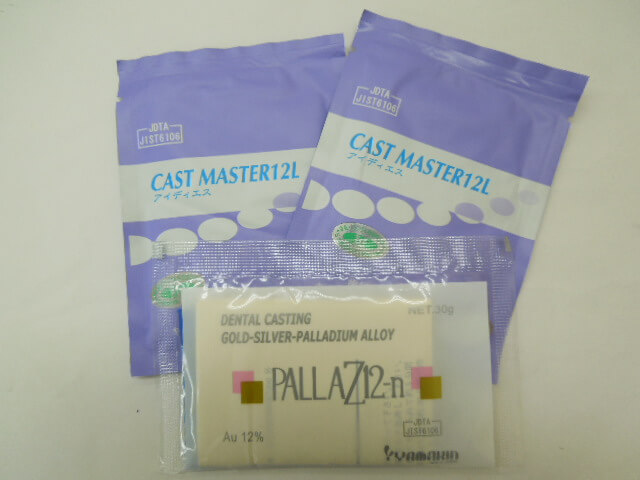 JDTA
JIST6106
CAST MASTER12L
アイディエス
JDTA
JIST6106
CAST MASTER12L
アイディエス
DENTAL CASTING
GOLD-SILVER-PALLADIUM ALLOY
NET.30g
PALLAZ12-n
Au 12%
JDTA
JIST6106
YAMAKIN